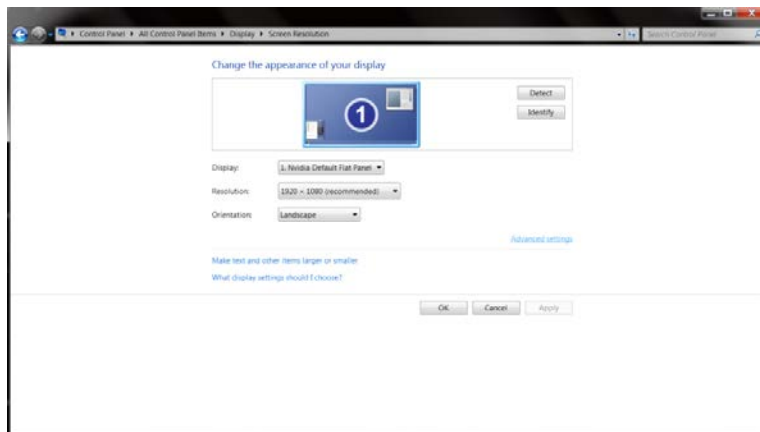 Control Panel ▸ All Control Panel Items ▸ Display ▸ Screen Resolution
Search Control Panel
Change the appearance of your display
1
Detect
Identify
Display: 1. Nvidia Default Flat Panel
Resolution: 1920 × 1080 (recommended)
Orientation: Landscape
Advanced settings
Make text and other items larger or smaller
What display settings should I choose?
OK Cancel Apply